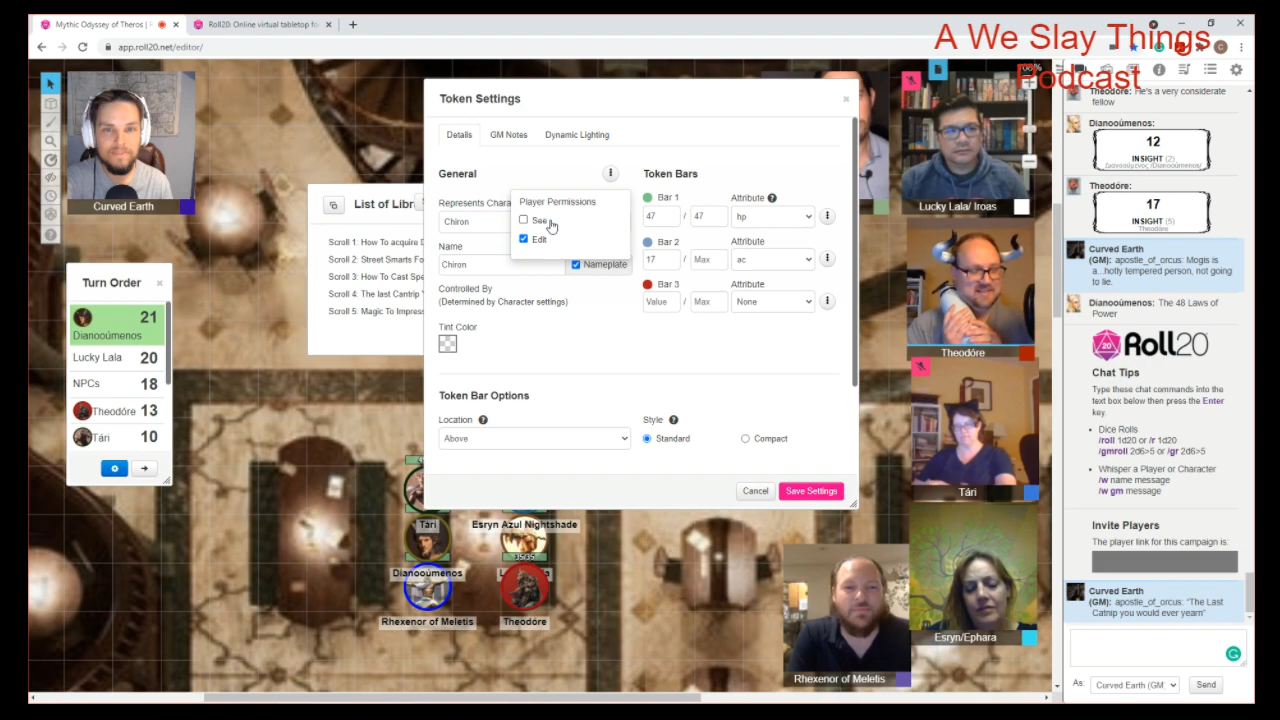 Mythic Odyssey of Theros |
Roll20: Online virtual tabletop fo
app.roll20.net/editor/
A We Slay Things
Podcast
Curved Earth
Lucky Lala/ Iroas
Theodóre
Tári
Esryn/Ephara
Rhexenor of Meletis
Turn Order
21
Dianooúmenos
Lucky Lala 20
NPCs 18
Theodóre 13
Tári 10
List of Libr
Scroll 1: How To acquire D
Scroll 2: Street Smarts Fo
Scroll 3: How To Cast Spe
Scroll 4: The last Cantrip Y
Scroll 5: Magic To Impress
Token Settings
Details GM Notes Dynamic Lighting
General
Represents Chara
Chiron
Player Permissions
See
Edit
Name
Chiron
Nameplate
Controlled By
(Determined by Character settings)
Tint Color
Token Bars
Bar 1 Attribute
47 / 47 hp
Bar 2 Attribute
17 / Max ac
Bar 3 Attribute
Value / Max None
Token Bar Options
Location
Above
Style
Standard Compact
Cancel Save Settings
Tári Esryn Azul Nightshade
35/35
Dianooúmenos
Rhexenor of Meletis Theodóre
Theodóre: He's a very considerate
fellow
Dianooúmenos:
12
INSIGHT (2)
Theodóre:
17
INSIGHT (5)
Theodóre
Curved Earth
(GM): apostle_of_orcus: Mogis is
a...hotly tempered person, not going
to lie.
Dianooúmenos: The 48 Laws of
Power
20 Roll20
Chat Tips
Type these chat commands into the
text box below then press the Enter
key.
• Dice Rolls
/roll 1d20 or /r 1d20
/gmroll 2d6>5 or /gr 2d6>5
• Whisper a Player or Character
/w name message
/w gm message
Invite Players
The player link for this campaign is:
Curved Earth
(GM): apostle_of_orcus: "The Last
Catnip you would ever yearn"
As: Curved Earth (GM Send